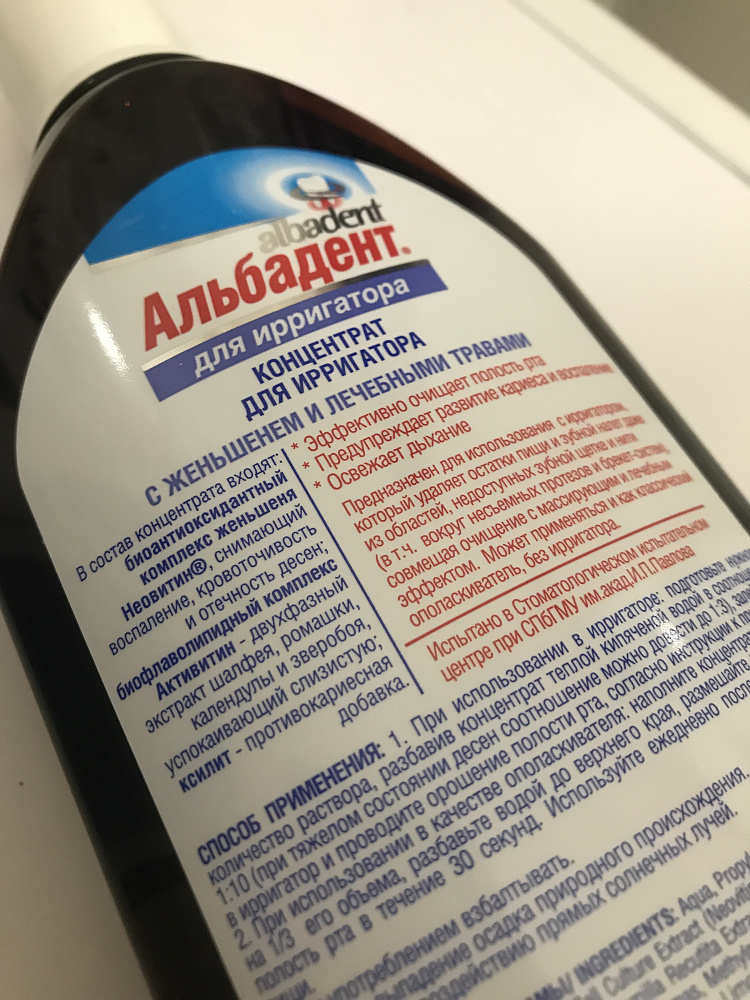 albadent
Альбадент®
для ирригатора
КОНЦЕНТРАТ
ДЛЯ ИРРИГАТОРА
С ЖЕНЬШЕНЕМ И ЛЕЧЕБНЫМИ ТРАВАМИ
В состав концентрата входят:
биоантиоксидантный
комплекс женьшеня
Неовитин®, снимающий
воспаление, кровоточивость
и отечность десен;
биофлаволипидный комплекс
Активитин - двухфазный
экстракт шалфея, ромашки,
календулы и зверобоя,
успокаивающий слизистую;
ксилит - противокариесная
добавка.
* Эффективно очищает полость рта
* Предупреждает развитие кариеса и воспаления
* Освежает дыхание
Предназначен для использования с ирригатором,
который удаляет остатки пищи и зубной налет даже
из областей, недоступных зубной щетке и нити
(в т.ч. вокруг несъемных протезов и брекет-систем),
совмещая очищение с массирующим и лечебным
эффектом. Может применяться и как классический
ополаскиватель, без ирригатора.
Испытано в Стоматологическом испытательном
центре при СПбГМУ им.акад.И.П.Павлова
СПОСОБ ПРИМЕНЕНИЯ: 1. При использовании в ирригаторе: подготовьте
количество раствора, разбавив концентрат теплой кипяченой водой в
1:10 (при тяжелом состоянии десен соотношение можно довести до 1:3),
в ирригатор и проводите орошение полости рта, согласно инструкции к
2. При использовании в качестве ополаскивателя: наполните
на 1/3 его объема, разбавьте водой до верхнего края, размешайте
полость рта в течение 30 секунд. Используйте ежедневно после
взбалтывать.
осадка природного происхождения.
воздействию прямых солнечных лучей.
INGREDIENTS: Aqua,
Culture Extract
Recutita